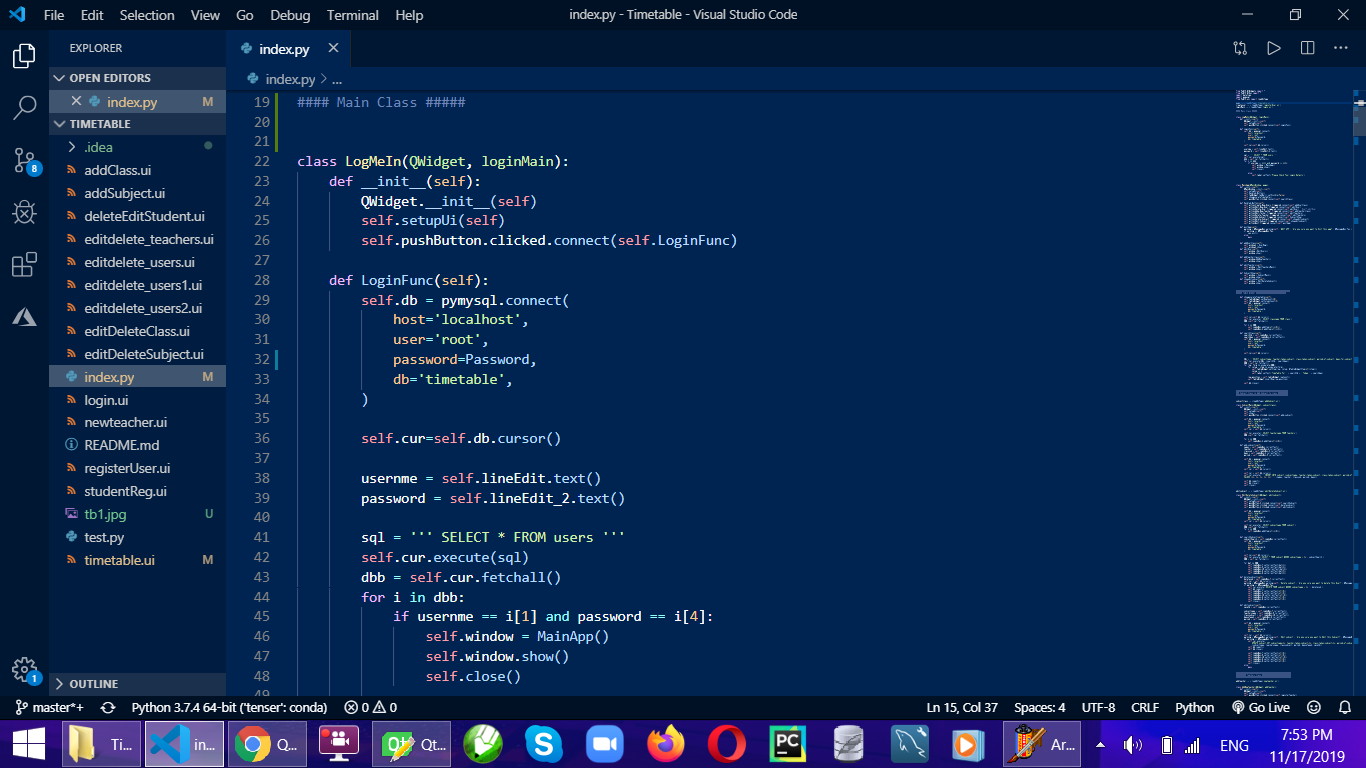 File Edit Selection View Go Debug Terminal Help
index.py - Timetable - Visual Studio Code
EXPLORER
OPEN EDITORS
index.py M
TIMETABLE
.idea
addClass.ui
addSubject.ui
deleteEditStudent.ui
editdelete_teachers.ui
editdelete_users.ui
editdelete_users1.ui
editdelete_users2.ui
editDeleteClass.ui
editDeleteSubject.ui
index.py M
login.ui
newteacher.ui
README.md
registerUser.ui
studentReg.ui
tb1.jpg U
test.py
timetable.ui M
OUTLINE
8
1
index.py
index.py > ...
19 #### Main Class #####
20
21
22 class LogMeIn(QWidget, loginMain):
23 def __init__(self):
24 QWidget.__init__(self)
25 self.setupUi(self)
26 self.pushButton.clicked.connect(self.LoginFunc)
27
28 def LoginFunc(self):
29 self.db = pymysql.connect(
30 host='localhost',
31 user='root',
32 password=Password,
33 db='timetable',
34 )
35
36 self.cur=self.db.cursor()
37
38 usernme = self.lineEdit.text()
39 password = self.lineEdit_2.text()
40
41 sql = ''' SELECT * FROM users '''
42 self.cur.execute(sql)
43 dbb = self.cur.fetchall()
44 for i in dbb:
45 if usernme == i[1] and password == i[4]:
46 self.window = MainApp()
47 self.window.show()
48 self.close()
49
master*+ Python 3.7.4 64-bit ('tenser': conda) 0 0 Ln 15, Col 37 Spaces: 4 UTF-8 CRLF Python Go Live
Ti... in... Q... Qt Qt... S PC Ar... ENG
7:53 PM
11/17/2019